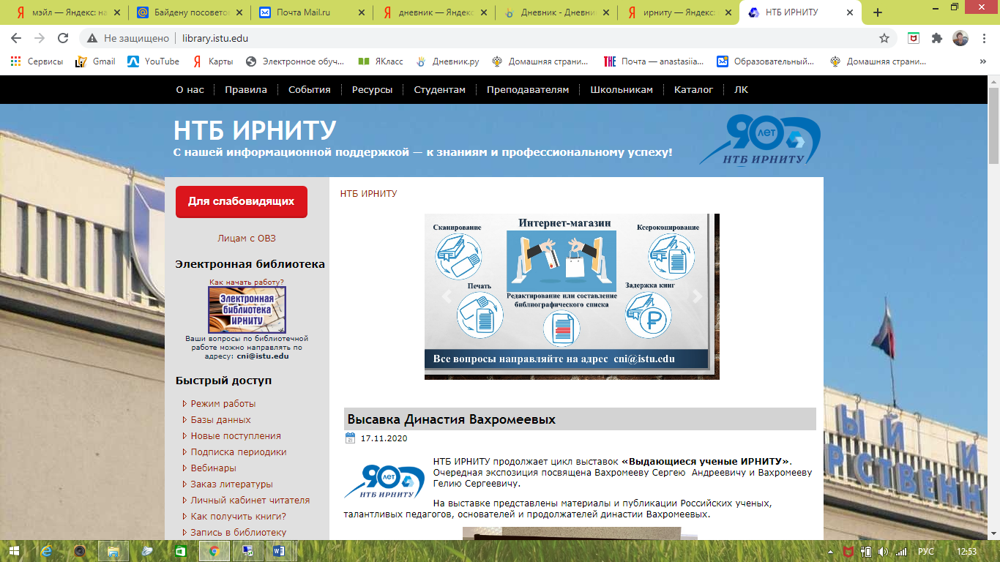 мэйл — Яндекс: на
Байдену посоветов
Почта Mail.ru
дневник — Яндекс
Дневник - Дневни
ирниту — Яндекс:
НТБ ИРНИТУ
Не защищено
library.istu.edu
Сервисы
Gmail
YouTube
Карты
Электронное обуч...
ЯКласс
Дневник.ру
Домашняя страни...
THE
Почта — anastasiia...
Образовательный...
Домашняя страни...
О нас
Правила
События
Ресурсы
Студентам
Преподавателям
Школьникам
Каталог
ЛК
НТБ ИРНИТУ
С нашей информационной поддержкой — к знаниям и профессиональному успеху!
90 лет
НТБ ИРНИТУ
Для слабовидящих
Лицам с ОВЗ
Электронная библиотека
Как начать работу?
Электронная
библиотека
ИРНИТУ
Ваши вопросы по библиотечной
работе можно направлять по
адресу: cni@istu.edu
Быстрый доступ
Режим работы
Базы данных
Новые поступления
Подписка периодики
Вебинары
Заказ литературы
Личный кабинет читателя
Как получить книги?
Запись в библиотеку
НТБ ИРНИТУ
Интернет-магазин
Сканирование
Ксерокопирование
Печать
Задержка книг
Редактирование или составление
библиографического списка
Все вопросы направляйте на адрес cni@istu.edu
Высавка Династия Вахромеевых
21
17.11.2020
90 лет
НТБ ИРНИТУ
НТБ ИРНИТУ продолжает цикл выставок «Выдающиеся ученые ИРНИТУ».
Очередная экспозиция посвящена Вахромееву Сергею Андреевичу и Вахромееву
Гелию Сергеевичу.
На выставке представлены материалы и публикации Российских ученых,
талантливых педагогов, основателей и продолжателей династии Вахромеевых.
ЫЙ И
РСТВЕНН
РУС
12:53